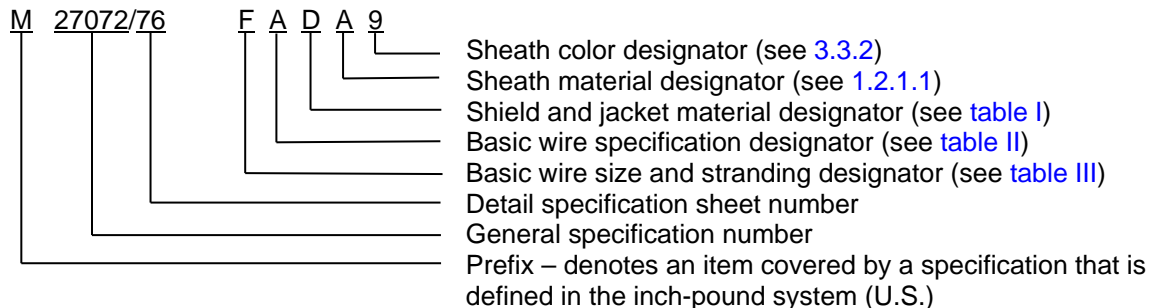 M 27072/76 F A D A 9
Sheath color designator (see 3.3.2)
Sheath material designator (see 1.2.1.1)
Shield and jacket material designator (see table I)
Basic wire specification designator (see table II)
Basic wire size and stranding designator (see table III)
Detail specification sheet number
General specification number
Prefix – denotes an item covered by a specification that is
defined in the inch-pound system (U.S.)